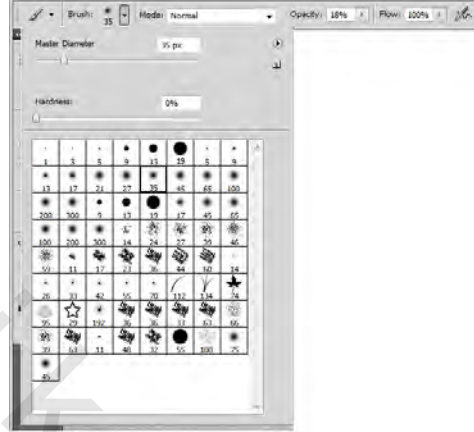 Brush: 35 Mode: Normal Opacity: 18% Flow: 100%
Master Diameter 35 px
Hardness: 0%
1 3 5 9 13 19 5 9
13 17 21 27 35 45 65 100
200 300 9 13 19 17 45 65
100 200 300 14 24 27 39 46
59 11 17 23 36 44 60 14
26 33 42 55 70 112 134 74
95 29 192 36 36 33 63 66
39 63 11 48 32 55 100 75
45